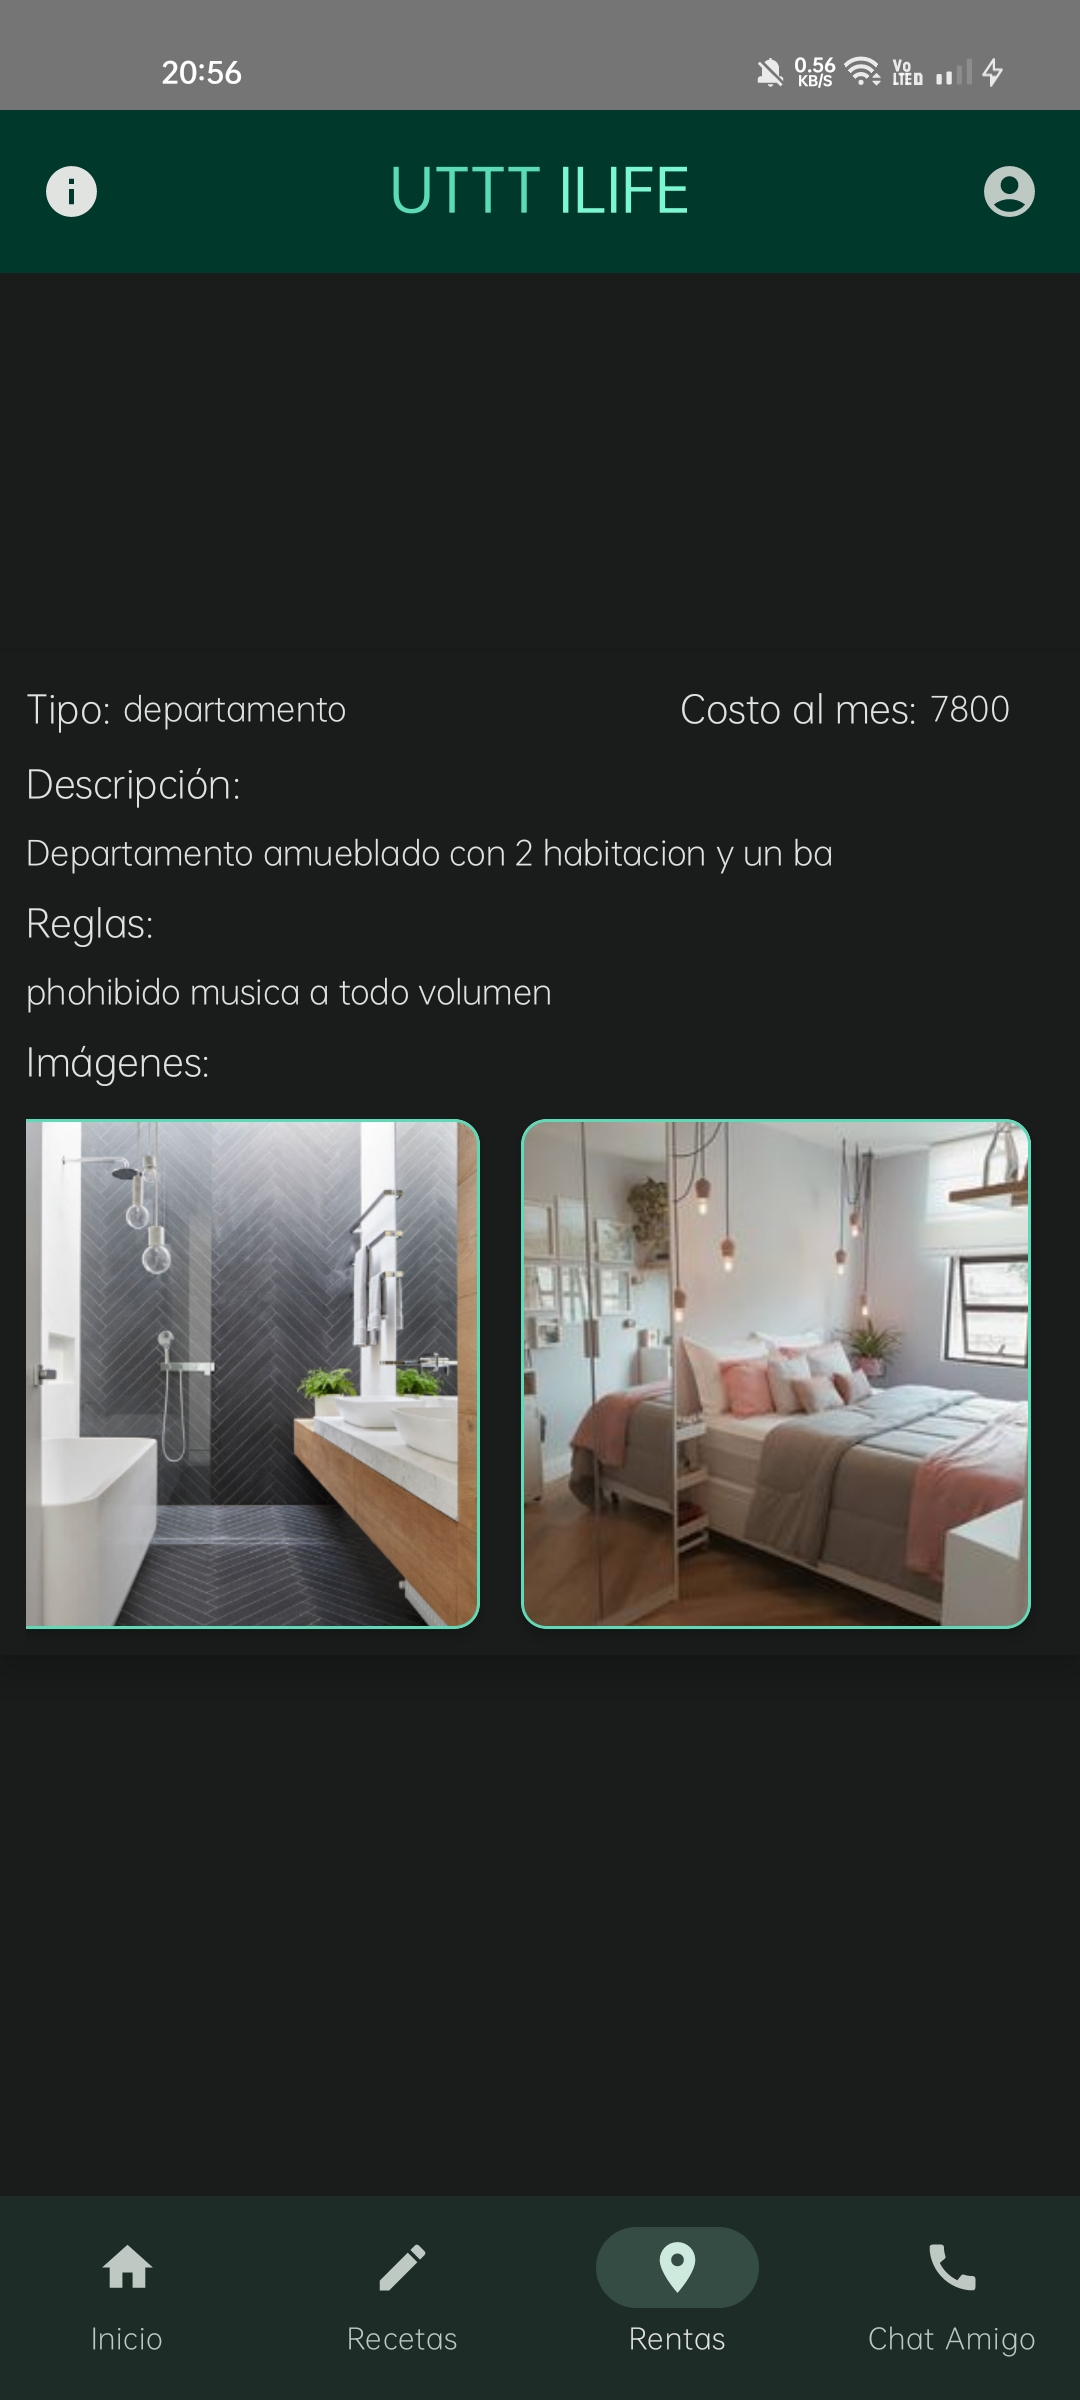 20:56
0.56
KB/S
Vo
LTE
UTTT ILIFE
Tipo: departamento
Costo al mes: 7800
Descripción:
Departamento amueblado con 2 habitacion y un ba
Reglas:
phohibido musica a todo volumen
Imágenes:
Inicio
Recetas
Rentas
Chat Amigo